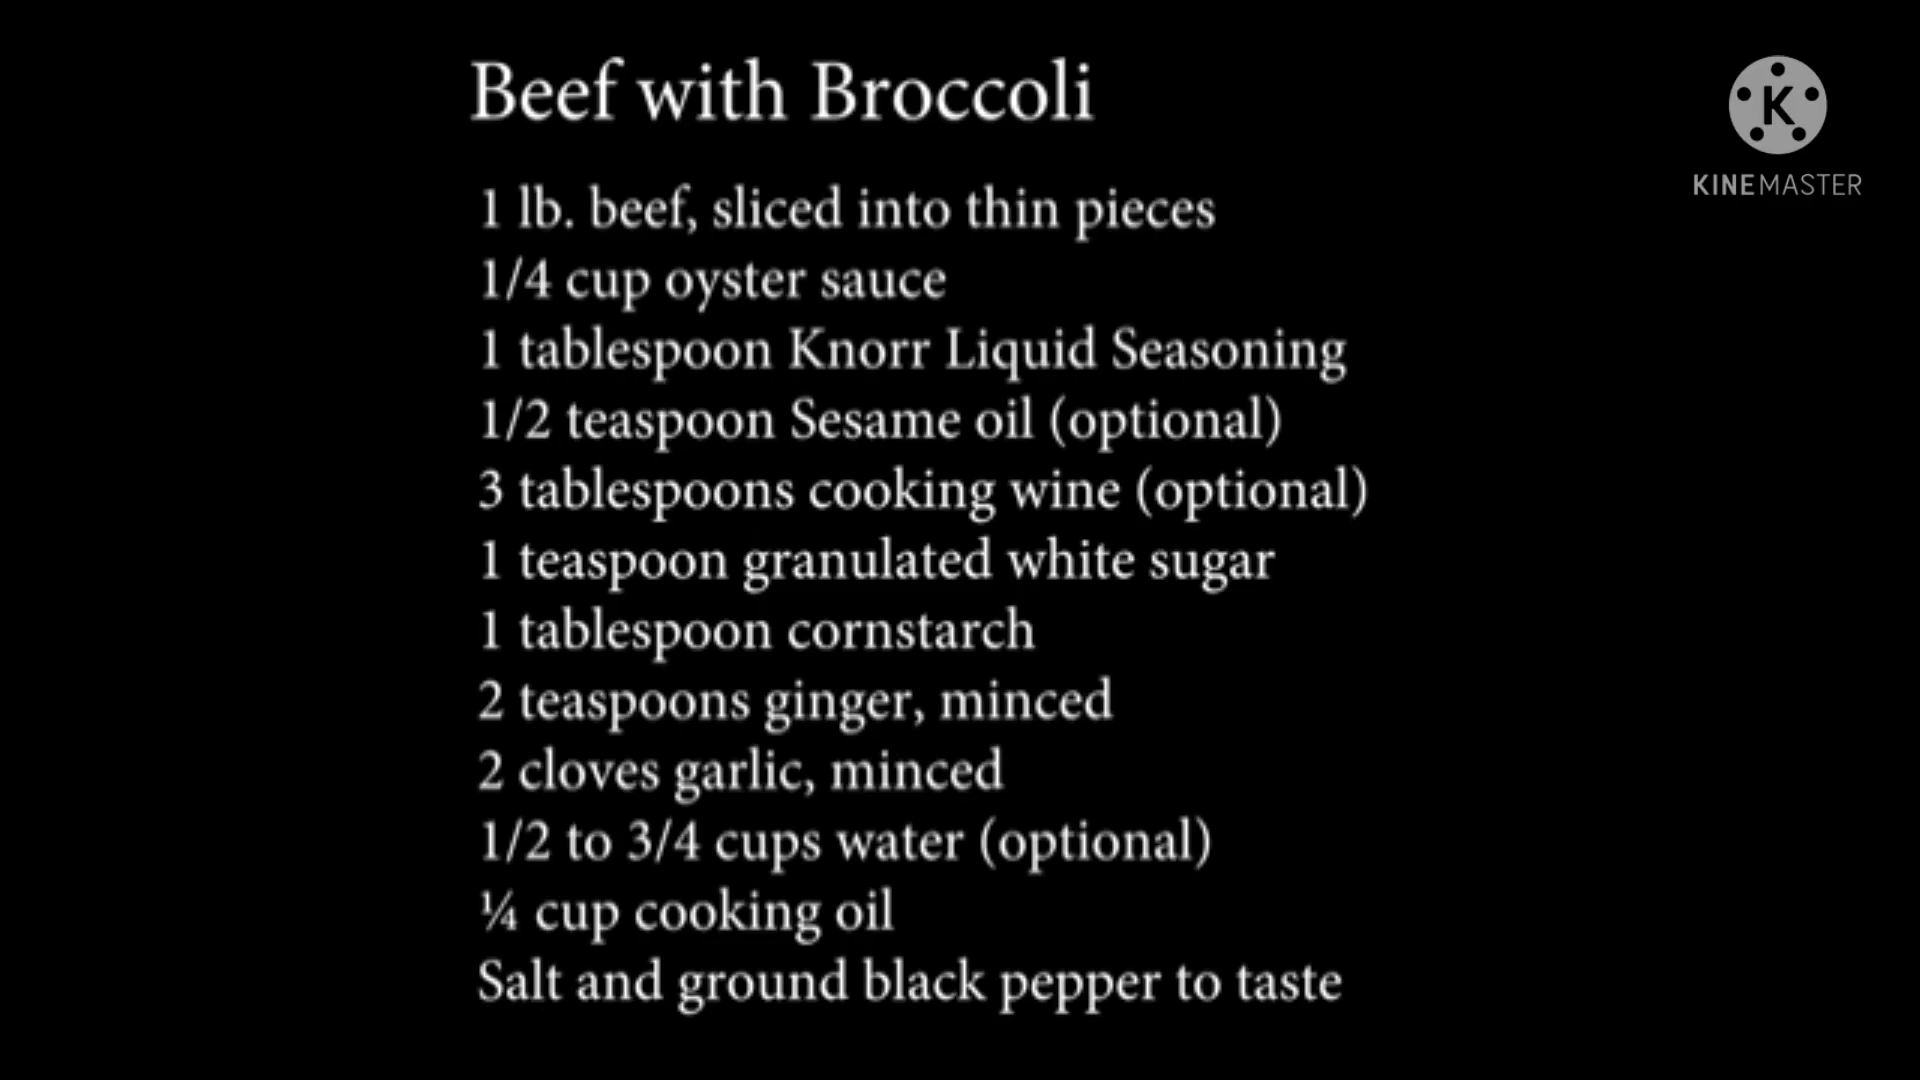 Beef with Broccoli
K
KINEMASTER
1 lb. beef, sliced into thin pieces
1/4 cup oyster sauce
1 tablespoon Knorr Liquid Seasoning
1/2 teaspoon Sesame oil (optional)
3 tablespoons cooking wine (optional)
1 teaspoon granulated white sugar
1 tablespoon cornstarch
2 teaspoons ginger, minced
2 cloves garlic, minced
1/2 to 3/4 cups water (optional)
¼ cup cooking oil
Salt and ground black pepper to taste